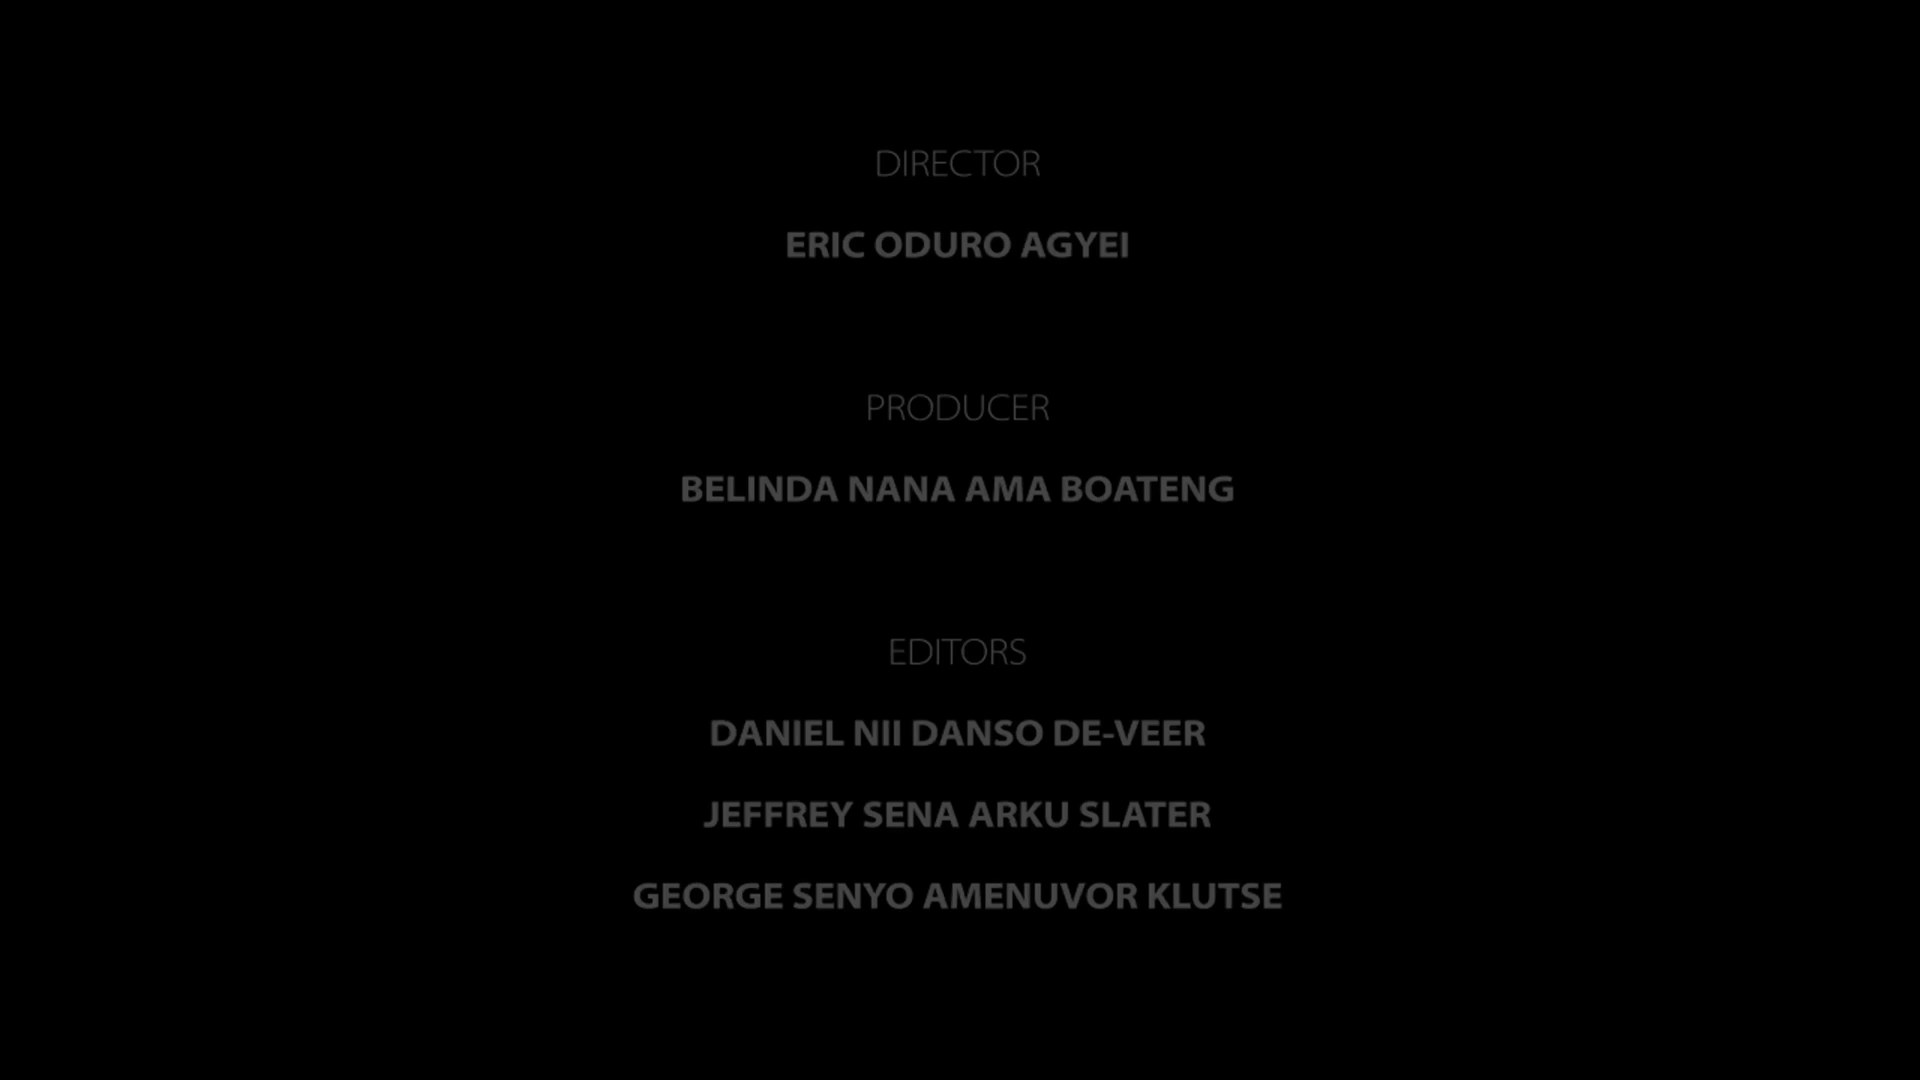 DIRECTOR
ERIC ODURO AGYEI
PRODUCER
BELINDA NANA AMA BOATENG
EDITORS
DANIEL NII DANSO DE-VEER
JEFFREY SENA ARKU SLATER
GEORGE SENYO AMENUVOR KLUTSE